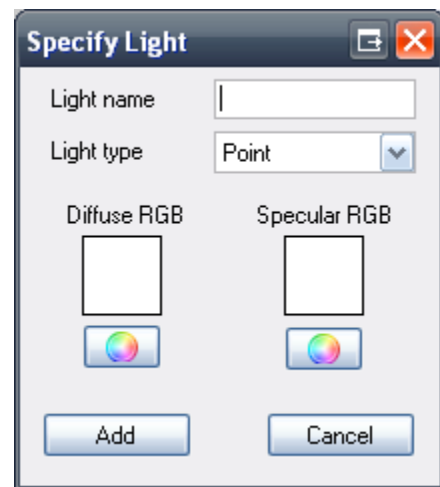 Specify Light
Light name
Light type Point
Diffuse RGB Specular RGB
Add Cancel